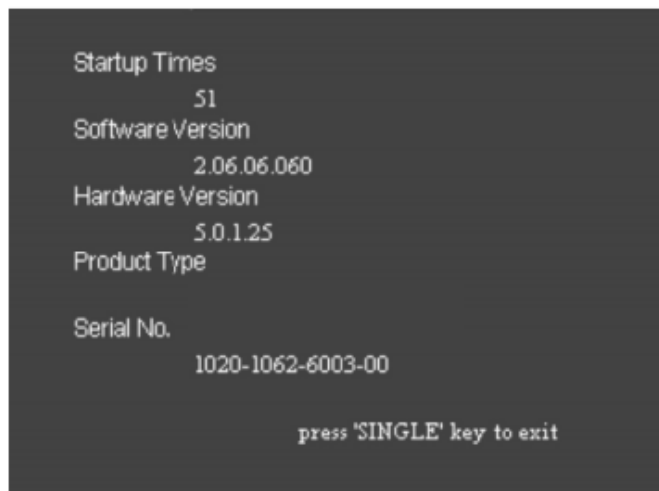 Startup Times
51
Software Version
2.06.06.060
Hardware Version
5.0.1.25
Product Type
Serial No.
1020-1062-6003-00
press 'SINGLE' key to exit